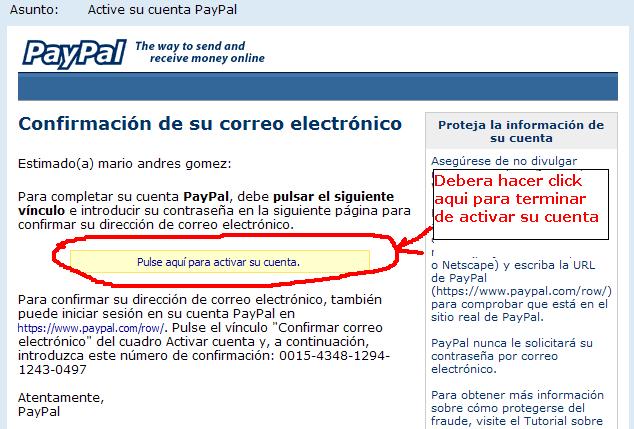 Asunto: Active su cuenta PayPal
PayPal
The way to send and
receive money online
Confirmación de su correo electrónico
Estimado(a) mario andres gomez:
Para completar su cuenta PayPal, debe pulsar el siguiente
vínculo e introducir su contraseña en la siguiente página para
confirmar su dirección de correo electrónico.
Pulse aquí para activar su cuenta.
Para confirmar su dirección de correo electrónico, también
puede iniciar sesión en su cuenta PayPal en
https://www.paypal.com/row/. Pulse el vínculo "Confirmar correo
electrónico" del cuadro Activar cuenta y, a continuación,
introduzca este número de confirmación: 0015-4348-1294-
1243-0497
Atentamente,
PayPal
Proteja la información de
su cuenta
Asegúrese de no divulgar
Debera hacer click
aqui para terminar
de activar su cuenta
o Netscape) y escriba la URL
de PayPal
(https://www.paypal.com/row/)
para comprobar que está en el
sitio real de PayPal.
PayPal nunca le solicitará su
contraseña por correo
electrónico.
Para obtener más información
sobre cómo protegerse del
fraude, visite el Tutorial sobre